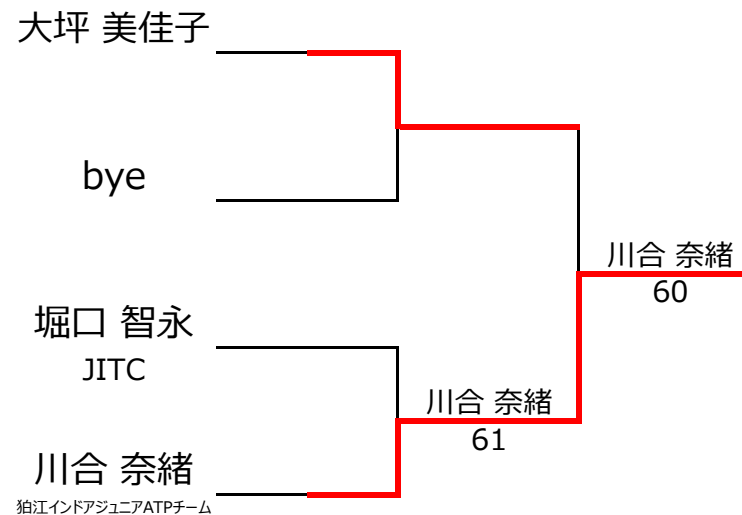 大坪 美佳子
bye
川合 奈緒
60
堀口 智永
JITC
川合 奈緒
61
川合 奈緒
狛江インドアジュニアATPチーム